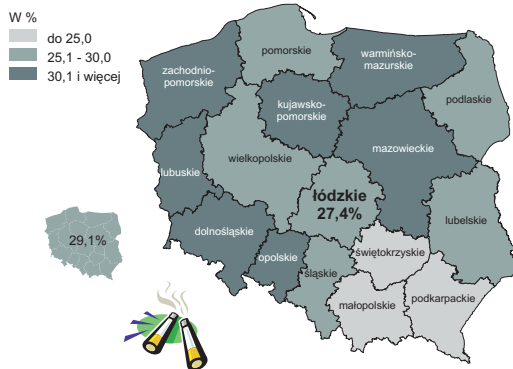 W %
do 25,0
25,1 - 30,0
30,1 i więcej
pomorskie
warmińsko-
mazurskie
zachodnio-
pomorskie
podlaskie
kujawsko-
pomorskie
mazowieckie
wielkopolskie
lubuskie
łódzkie
27,4%
lubelskie
dolnośląskie
29,1%
opolskie
świętokrzyskie
śląskie
małopolskie
podkarpackie